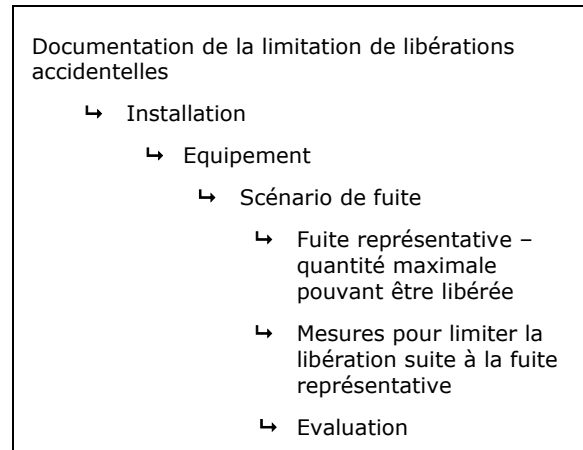 Documentation de la limitation de libérations
accidentelles
↳ Installation
↳ Equipement
↳ Scénario de fuite
↳ Fuite représentative –
quantité maximale
pouvant être libérée
↳ Mesures pour limiter la
libération suite à la fuite
représentative
↳ Evaluation